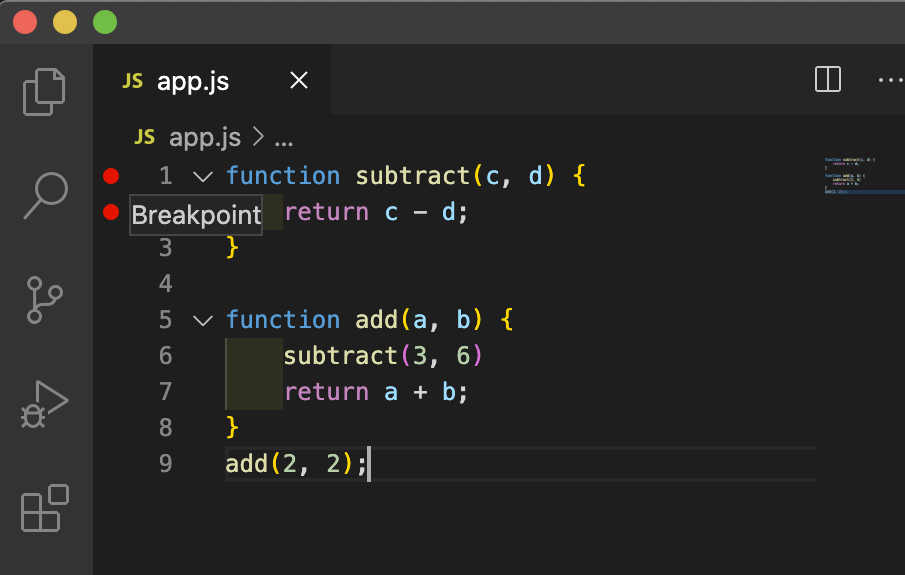 JS app.js
JS app.js > ...
1 function subtract(c, d) {
Breakpoint return c - d;
3 }
4
5 function add(a, b) {
6 subtract(3, 6)
7 return a + b;
8 }
9 add(2, 2);